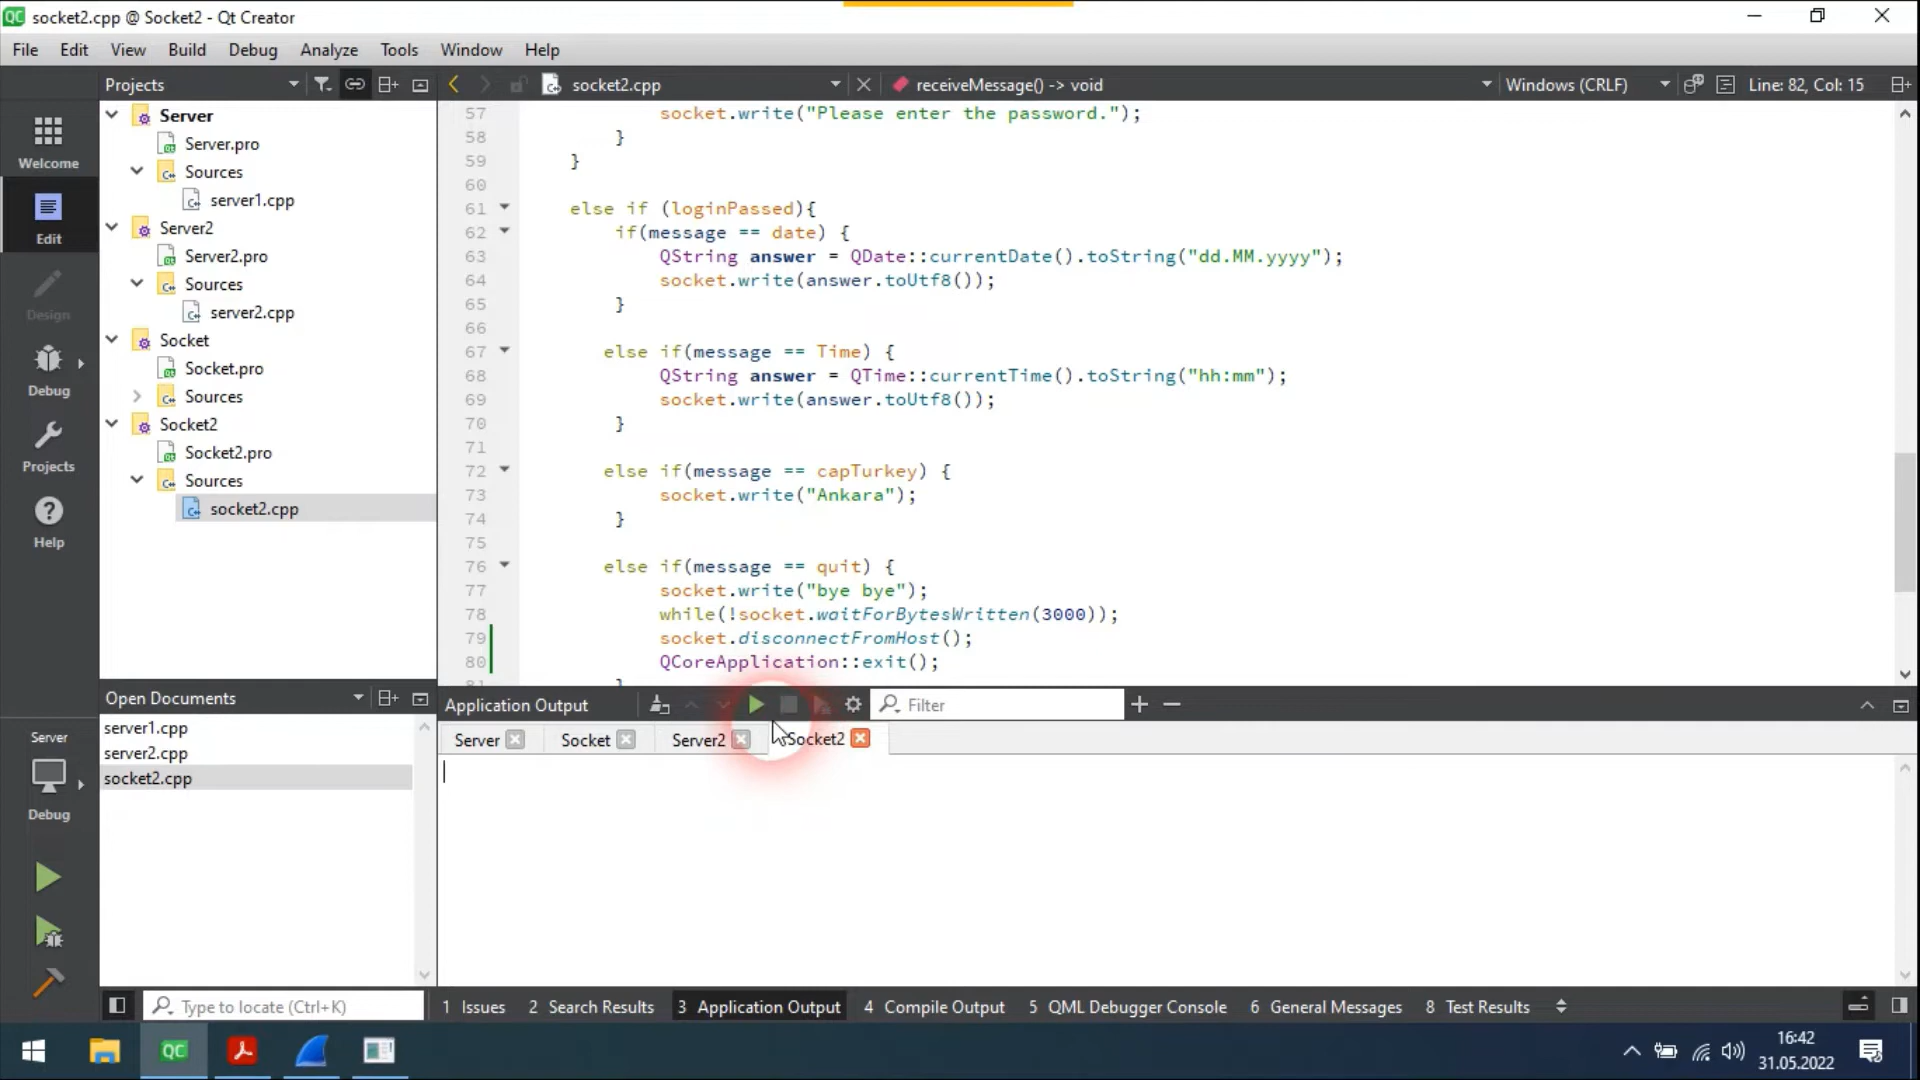 socket2.cpp @ Socket2 - Qt Creator
File Edit View Build Debug Analyze Tools Window Help
Projects
socket2.cpp
receiveMessage() -> void
Windows (CRLF)
Line: 82, Col: 15
Welcome
Edit
Design
Debug
Projects
Help
Server
Server.pro
Sources
server1.cpp
Server2
Server2.pro
Sources
server2.cpp
Socket
Socket.pro
Sources
Socket2
Socket2.pro
Sources
socket2.cpp
57 socket.write("Please enter the password.");
58 }
59 }
60
61 else if (loginPassed){
62 if(message == date) {
63 QString answer = QDate::currentDate().toString("dd.MM.yyyy");
64 socket.write(answer.toUtf8());
65 }
66
67 else if(message == Time) {
68 QString answer = QTime::currentTime().toString("hh:mm");
69 socket.write(answer.toUtf8());
70 }
71
72 else if(message == capTurkey) {
73 socket.write("Ankara");
74 }
75
76 else if(message == quit) {
77 socket.write("bye bye");
78 while(!socket.waitForBytesWritten(3000));
79 socket.disconnectFromHost();
80 QCoreApplication::exit();
Open Documents
server1.cpp
server2.cpp
socket2.cpp
Server
Debug
Application Output
Filter
Server
Socket
Server2
Socket2
Type to locate (Ctrl+K)
1 Issues
2 Search Results
3 Application Output
4 Compile Output
5 QML Debugger Console
6 General Messages
8 Test Results
QC
16:42
31.05.2022